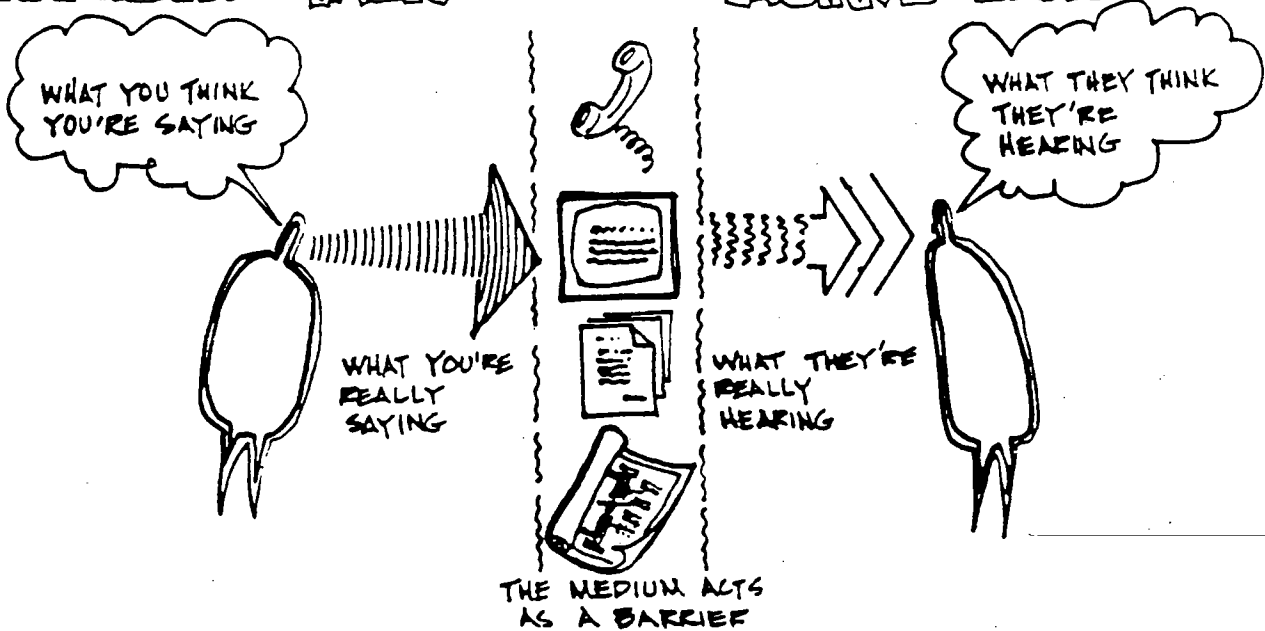 WHAT YOU THINK
YOU'RE SAYING
WHAT THEY THINK
THEY'RE
HEARING
WHAT YOU'RE
REALLY
SAYING
WHAT THEY'RE
REALLY
HEARING
THE MEDIUM ACTS
AS A BARRIER